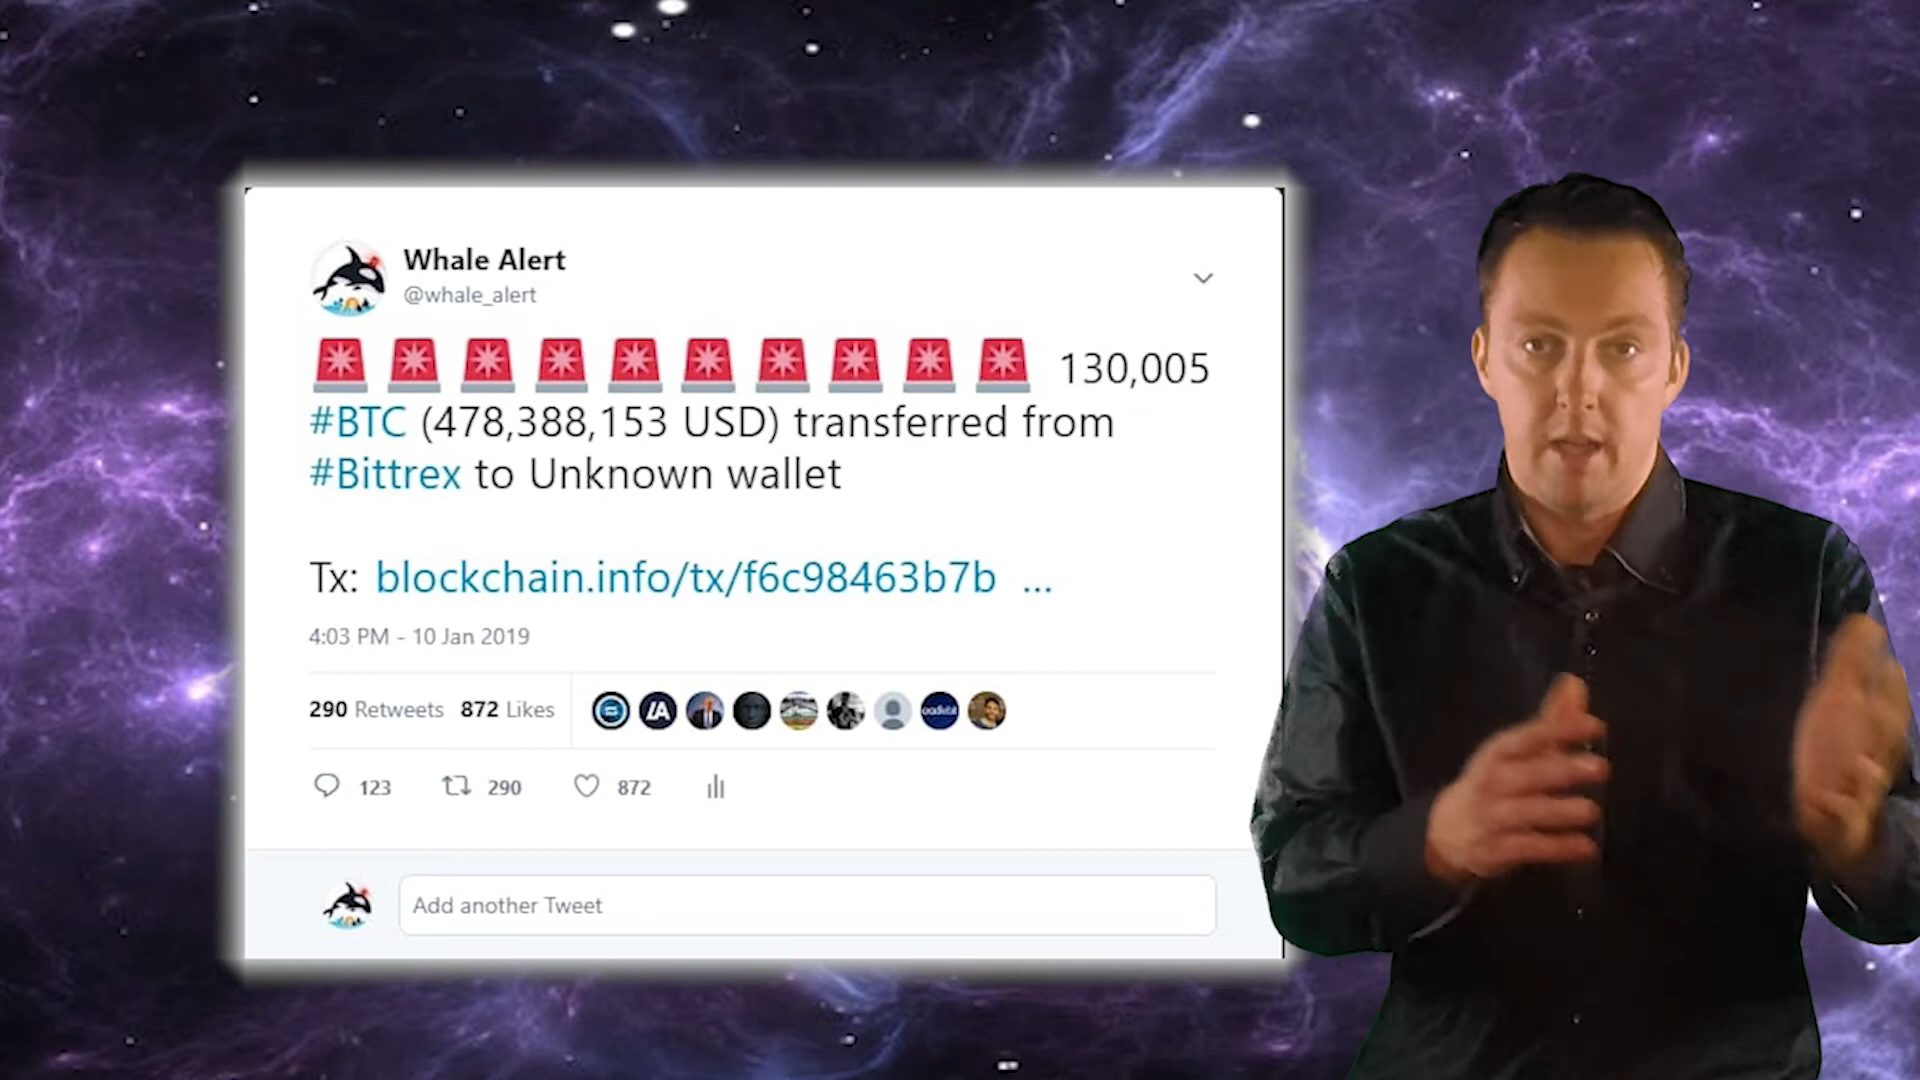 Whale Alert
@whale_alert
130,005
#BTC (478,388,153 USD) transferred from
#Bittrex to Unknown wallet
Tx: blockchain.info/tx/f6c98463b7b ...
4:03 PM - 10 Jan 2019
290 Retweets 872 Likes
123 290 872
Add another Tweet